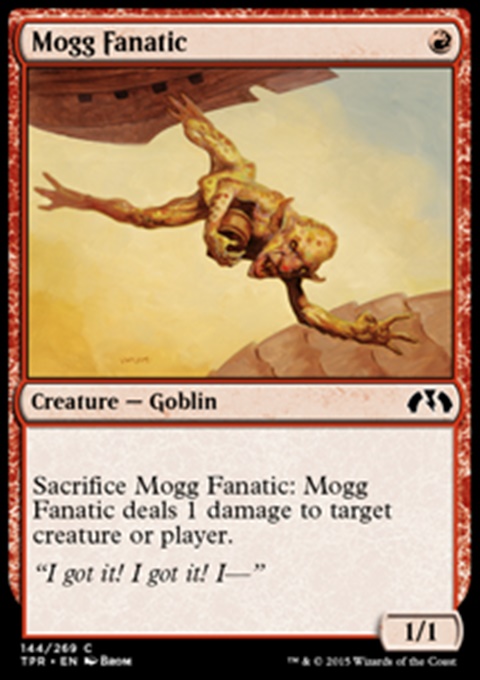 Mogg Fanatic
Creature — Goblin
Sacrifice Mogg Fanatic: Mogg
Fanatic deals 1 damage to target
creature or player.
“I got it! I got it! I—”
1/1
144/269 C
TPR • EN Brom
™ & © 2015 Wizards of the Coast